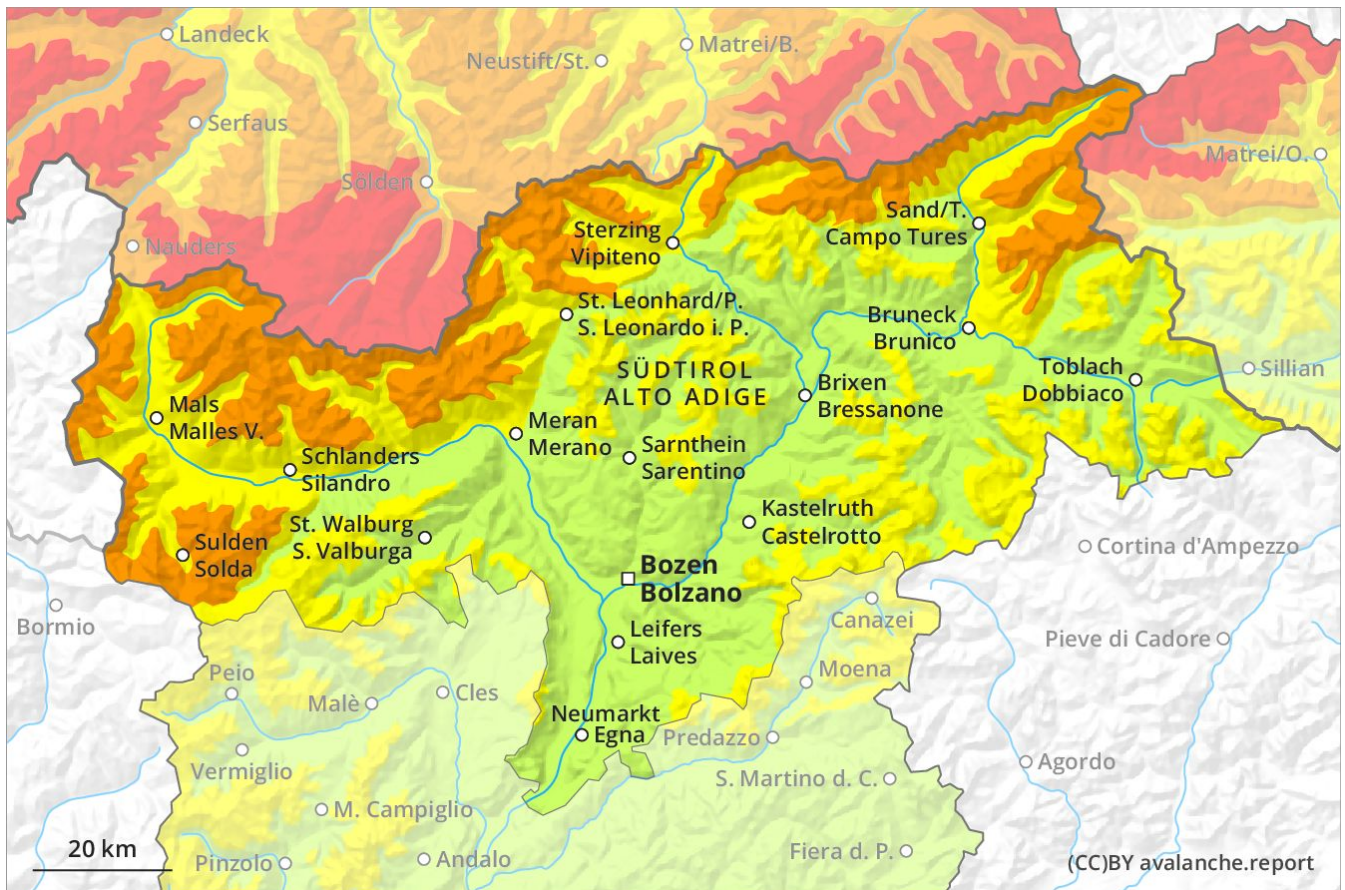 Landeck
Neustift/St.
Matrei/B.
Serfaus
Matrei/O.
Sölden
Nauders
Sterzing
Vipiteno
Sand/T.
Campo Tures
St. Leonhard/P.
S. Leonardo i. P.
Bruneck
Brunico
SÜDTIROL
ALTO ADIGE
Toblach
Dobbiaco
Sillian
Brixen
Bressanone
Mals
Malles V.
Meran
Merano
Sarnthein
Sarentino
Schlanders
Silandro
Kastelruth
Castelrotto
St. Walburg
S. Valburga
Sulden
Solda
Cortina d'Ampezzo
Bozen
Bolzano
Bormio
Canazei
Leifers
Laives
Pieve di Cadore
Peio
Malè
Cles
Moena
Neumarkt
Egna
Predazzo
Vermiglio
Agordo
S. Martino d. C.
M. Campiglio
20 km
Pinzolo
Andalo
Fiera d. P.
(CC)BY avalanche.report